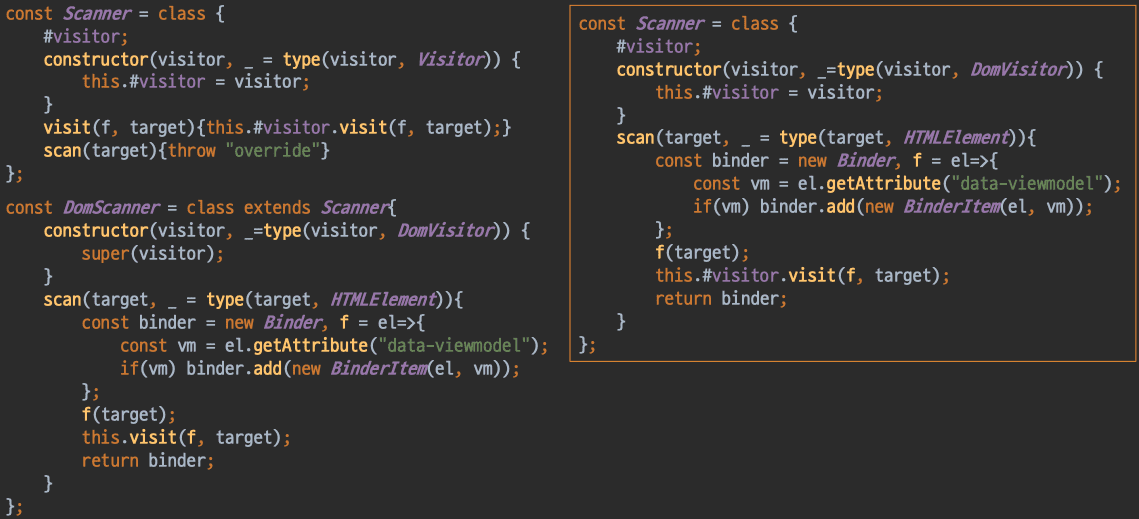 const Scanner = class {
    #visitor;
    constructor(visitor, _ = type(visitor, Visitor)) {
        this.#visitor = visitor;
    }
    visit(f, target){this.#visitor.visit(f, target);}
    scan(target){throw "override"}
};
const DomScanner = class extends Scanner{
    constructor(visitor, _=type(visitor, DomVisitor)) {
        super(visitor);
    }
    scan(target, _ = type(target, HTMLElement)){
        const binder = new Binder, f = el=>{
            const vm = el.getAttribute("data-viewmodel");
            if(vm) binder.add(new BinderItem(el, vm));
        };
        f(target);
        this.visit(f, target);
        return binder;
    }
};
const Scanner = class {
    #visitor;
    constructor(visitor, _=type(visitor, DomVisitor)) {
        this.#visitor = visitor;
    }
    scan(target, _ = type(target, HTMLElement)){
        const binder = new Binder, f = el=>{
            const vm = el.getAttribute("data-viewmodel");
            if(vm) binder.add(new BinderItem(el, vm));
        };
        f(target);
        this.#visitor.visit(f, target);
        return binder;
    }
};